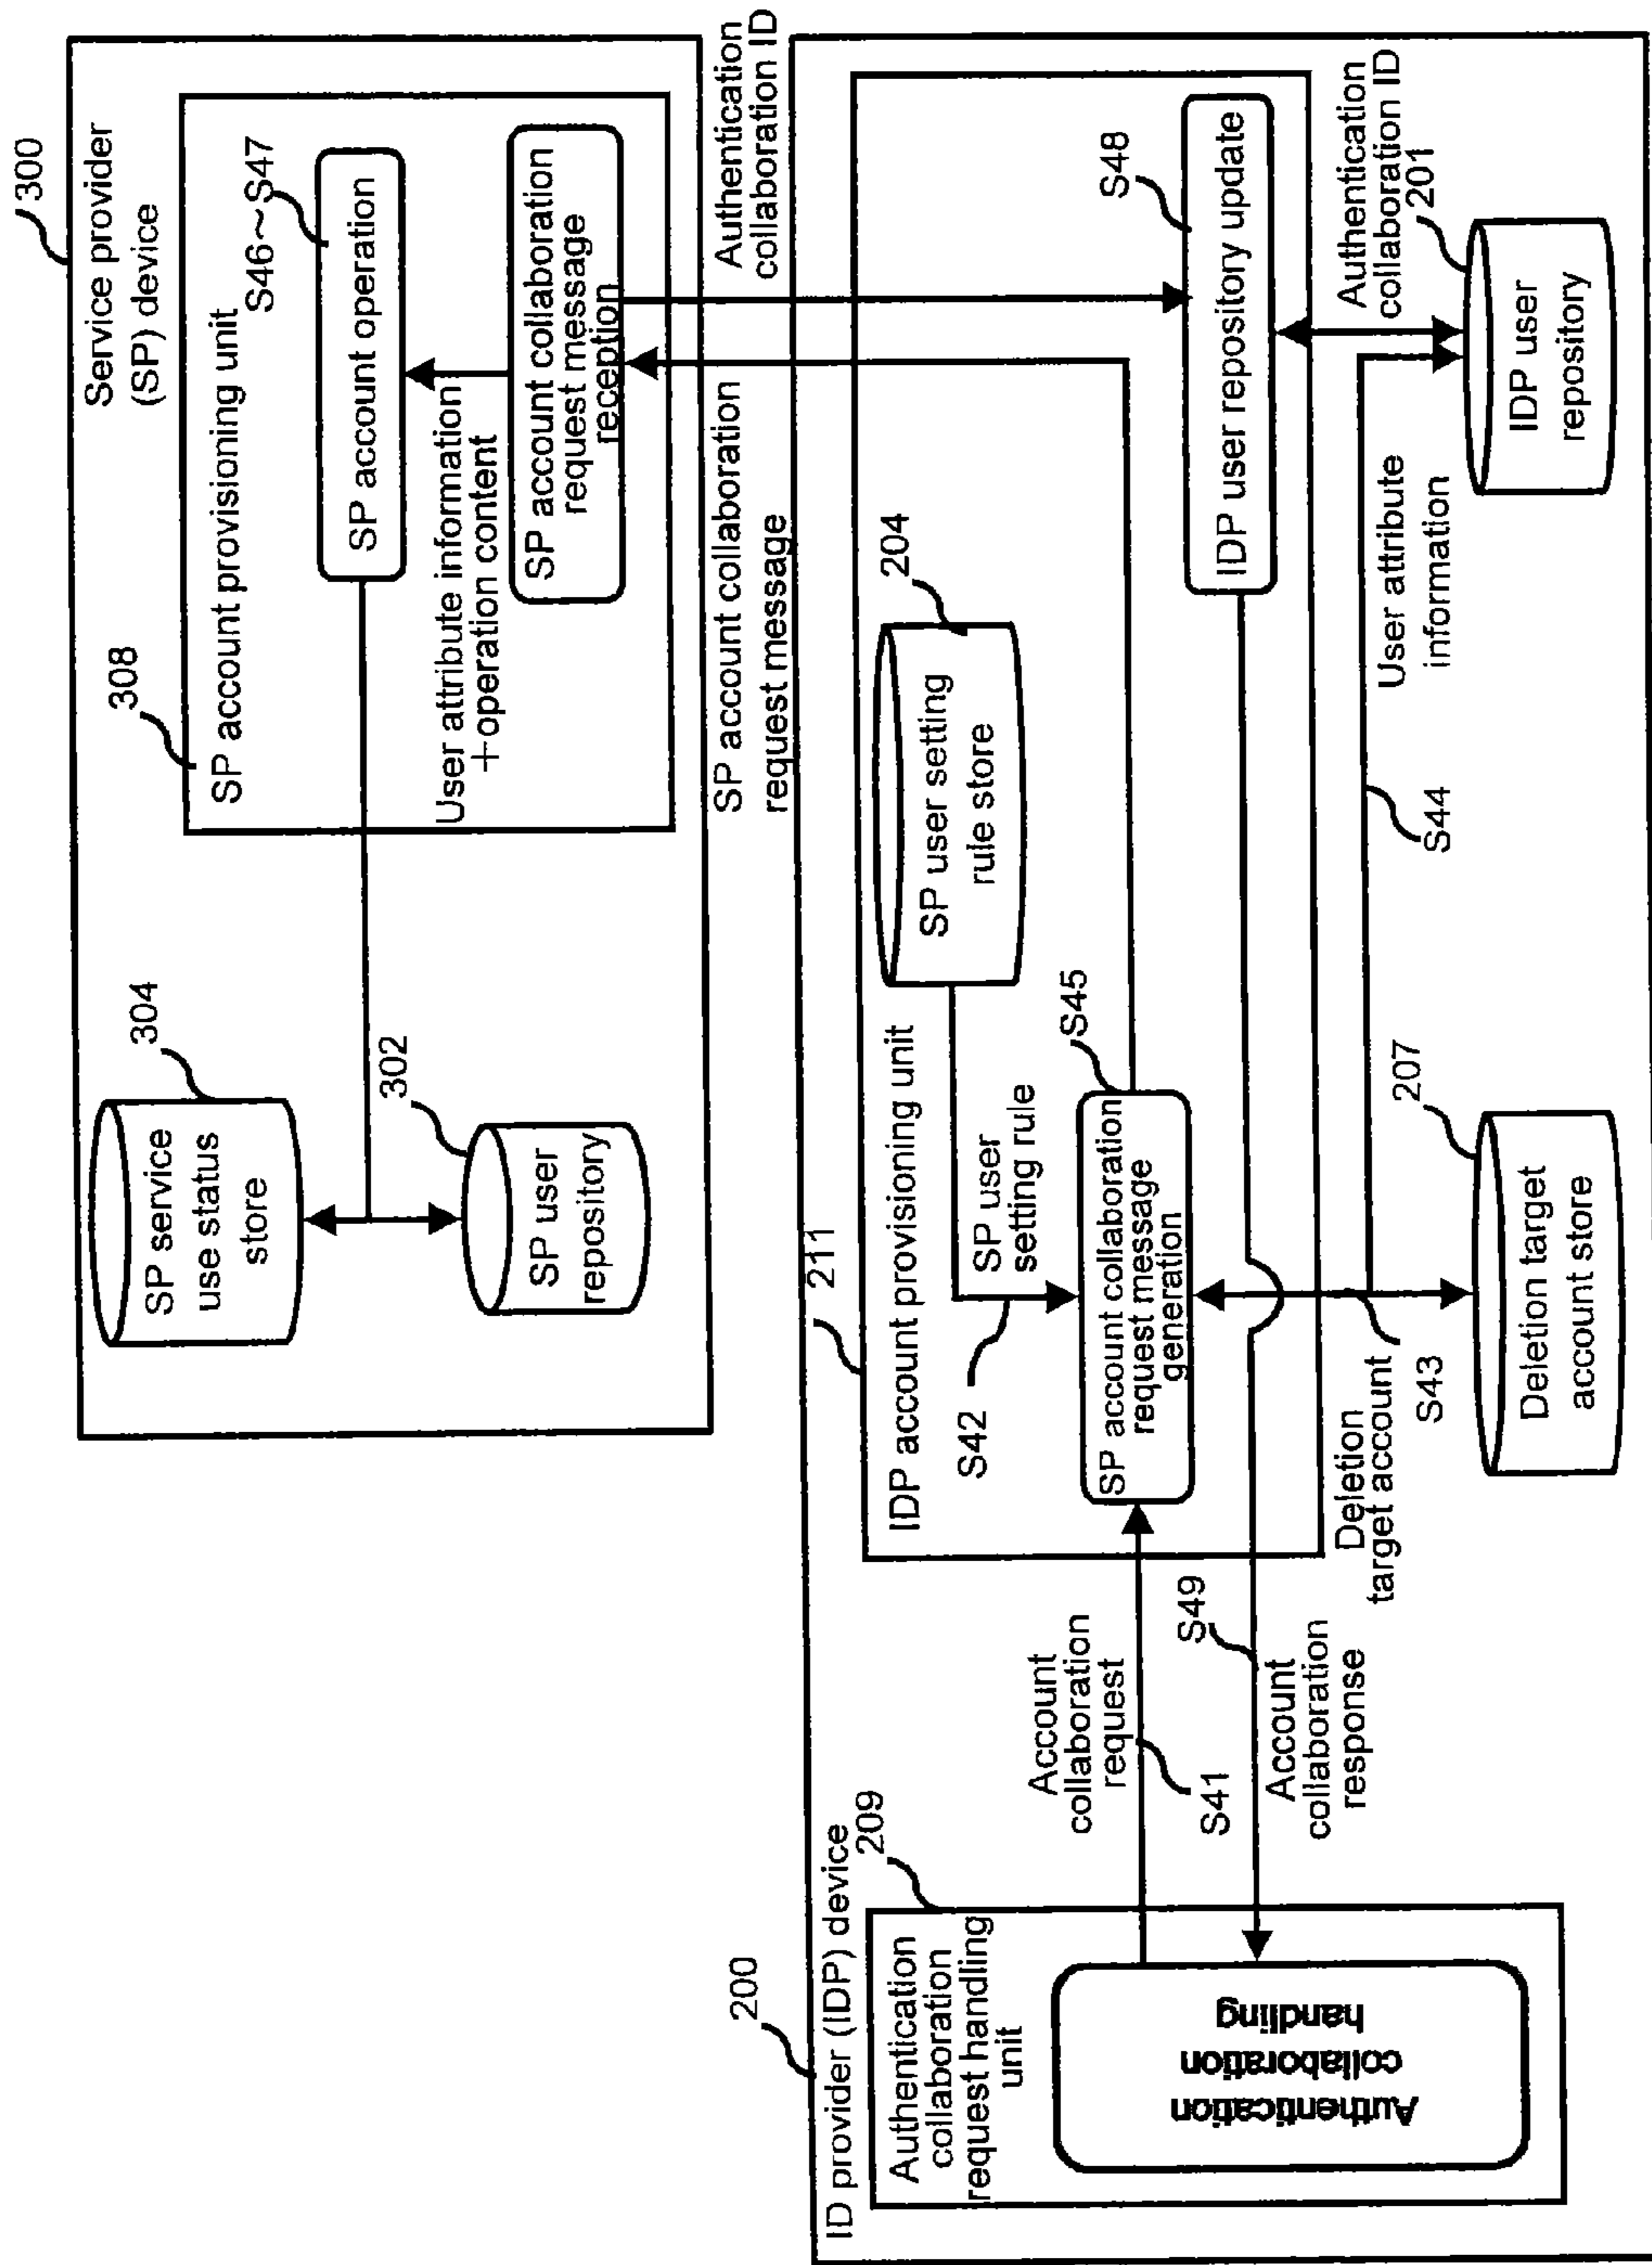 300
Service provider
(SP) device
304
SP service
use status
store
302
SP user
repository
308
SP account provisioning unit
S46~S47
SP account operation
User attribute information
+operation content
SP account collaboration
request message
reception
SP account collaboration
request message
Authentication
collaboration ID
200
ID provider (IDP) device
209
Authentication
collaboration
request handling
unit
Authentication
collaboration
handling
Account
collaboration
request
S41
S49
Account
collaboration
response
211
IDP account provisioning unit
204
SP user setting
rule store
S42
SP user
setting rule
S45
SP account collaboration
request message
generation
S48
IDP user repository update
Deletion
target account
S43
207
Deletion target
account store
S44
User attribute
information
Authentication
collaboration ID
201
IDP user
repository